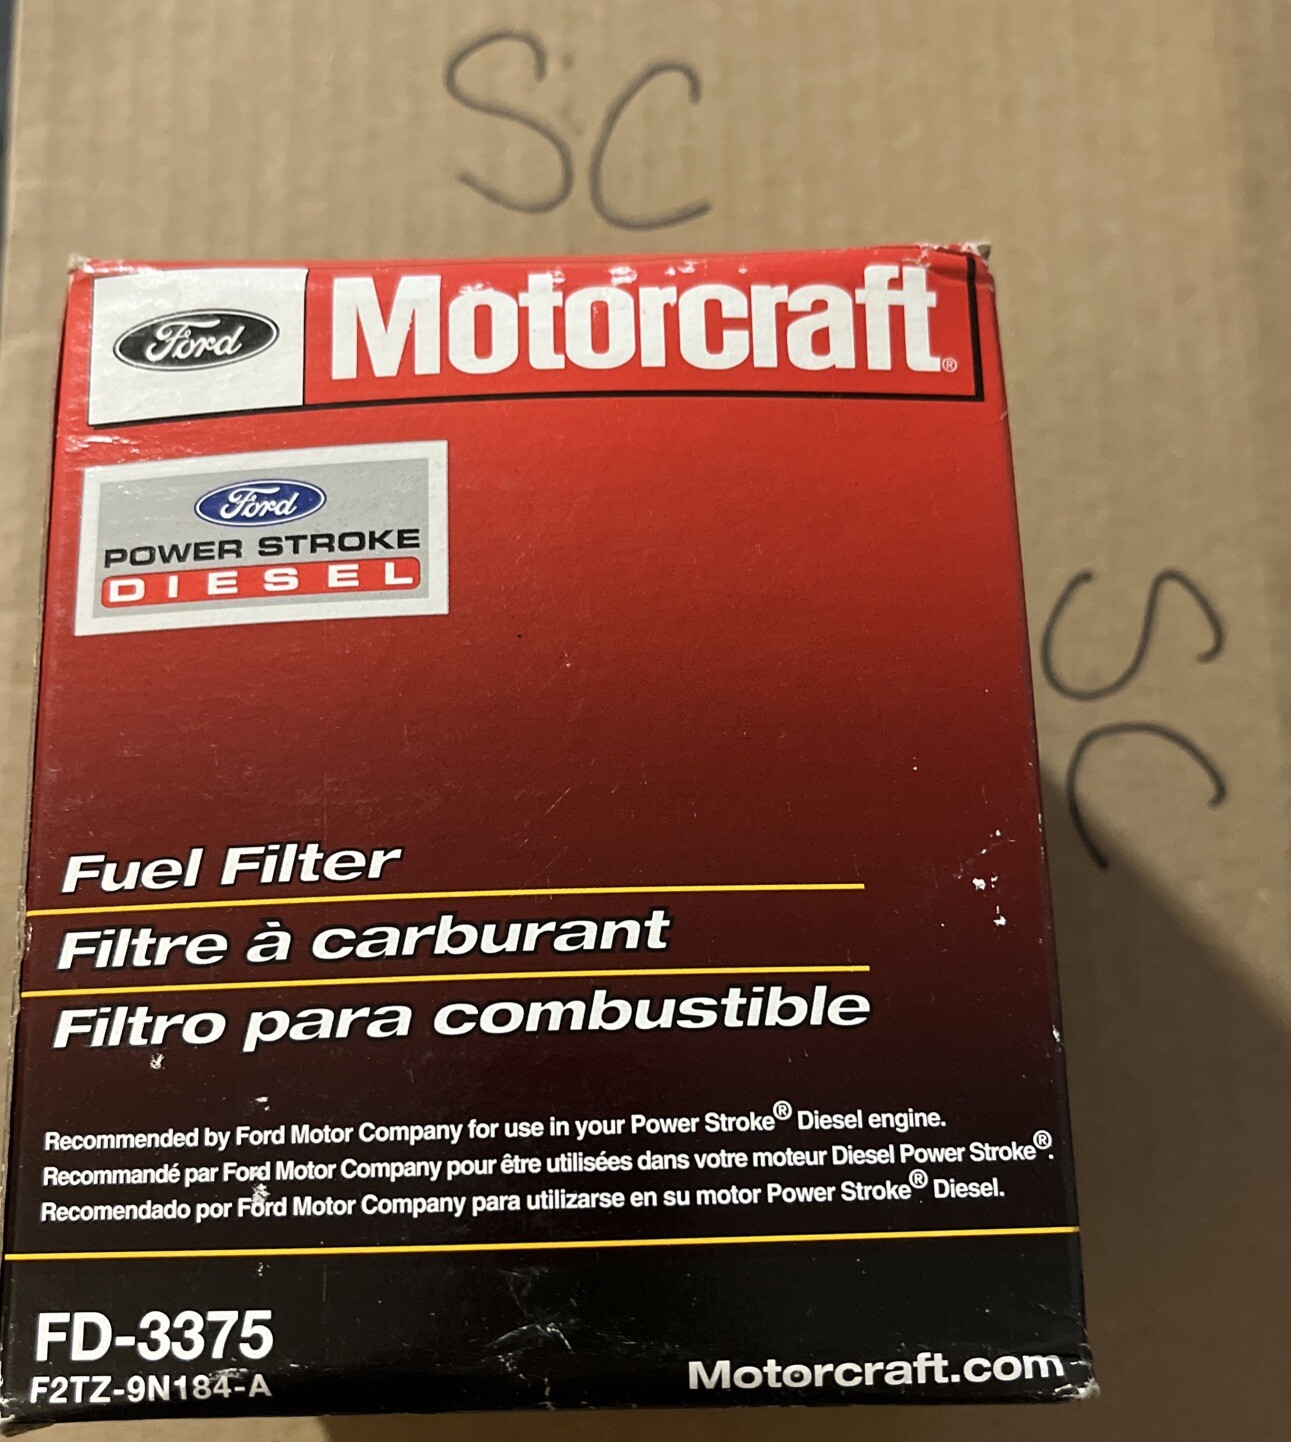 SC
Ford Motorcraft®
Ford
POWER STROKE
DIESEL
SC
Fuel Filter
Filtre à carburant
Filtro para combustible
Recommended by Ford Motor Company for use in your Power Stroke® Diesel engine.
Recommandé par Ford Motor Company pour être utilisées dans votre moteur Diesel Power Stroke®.
Recomendado por Ford Motor Company para utilizarse en su motor Power Stroke® Diesel.
FD-3375
F2TZ-9N184-A
Motorcraft.com